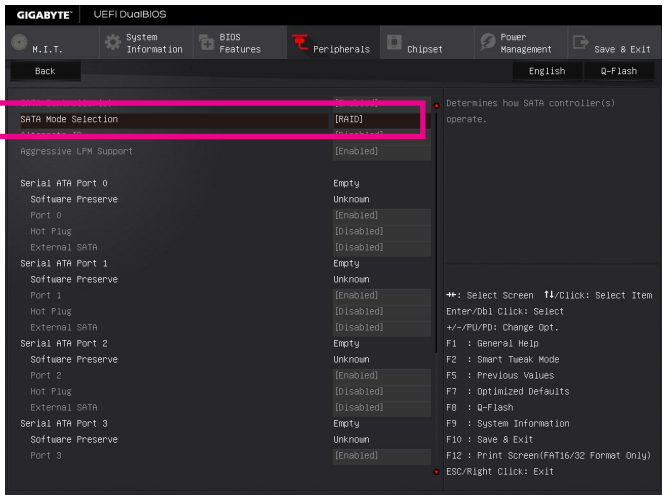 GIGABYTE™ UEFI DualBIOS
M.I.T. System Information BIOS Features Peripherals Chipset Power Management Save & Exit
Back English Q-Flash
SATA Controller(s) [Enabled]
SATA Mode Selection [RAID]
Alternate ID [Disabled]
Aggressive LPM Support [Enabled]
Serial ATA Port 0 Empty
Software Preserve Unknown
Port 0 [Enabled]
Hot Plug [Disabled]
External SATA [Disabled]
Serial ATA Port 1 Empty
Software Preserve Unknown
Port 1 [Enabled]
Hot Plug [Disabled]
External SATA [Disabled]
Serial ATA Port 2 Empty
Software Preserve Unknown
Port 2 [Enabled]
Hot Plug [Disabled]
External SATA [Disabled]
Serial ATA Port 3 Empty
Software Preserve Unknown
Port 3 [Enabled]
Determines how SATA controller(s)
operate.
→←: Select Screen ↑↓/Click: Select Item
Enter/Dbl Click: Select
+/-/PU/PD: Change Opt.
F1 : General Help
F2 : Smart Tweak Mode
F5 : Previous Values
F7 : Optimized Defaults
F8 : Q-Flash
F9 : System Information
F10 : Save & Exit
F12 : Print Screen(FAT16/32 Format Only)
ESC/Right Click: Exit